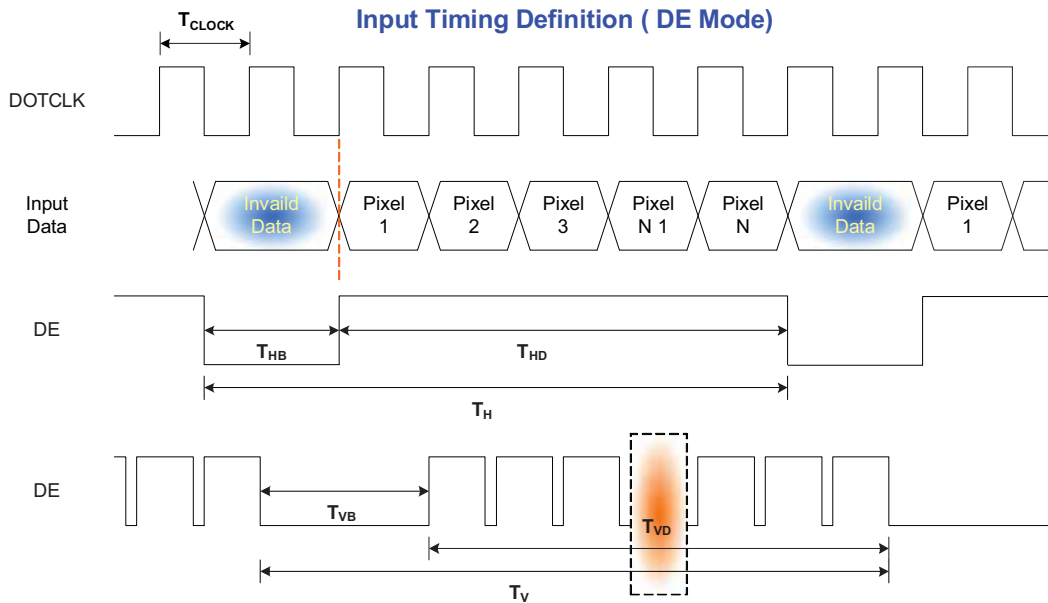 Input Timing Definition ( DE Mode)
TCLOCK
DOTCLK
Input
Data
Invaild
Data
Pixel
1
Pixel
2
Pixel
3
Pixel
N 1
Pixel
N
Invaild
Data
Pixel
1
DE
THB
THD
TH
DE
TVB
TVD
TV